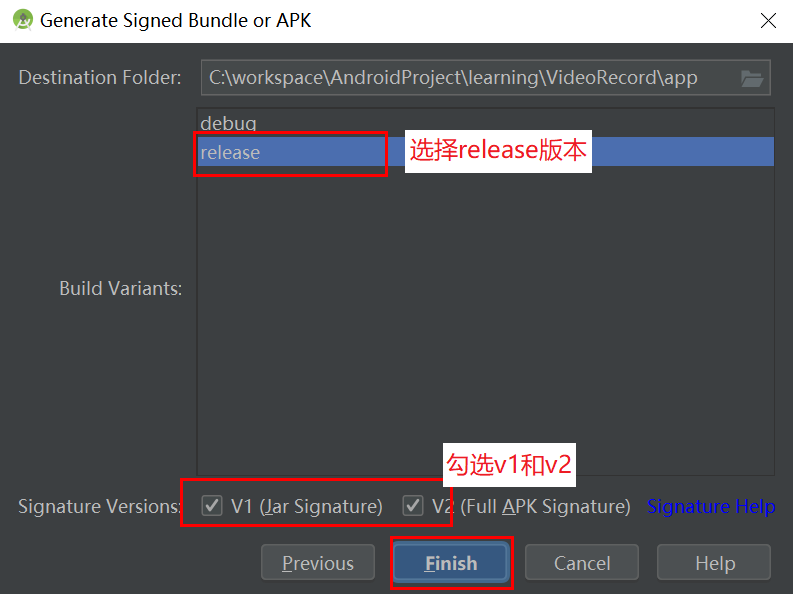 Generate Signed Bundle or APK
Destination Folder: C:\workspace\AndroidProject\learning\VideoRecord\app
debug
release 选择release版本
Build Variants:
勾选v1和v2
Signature Versions: V1 (Jar Signature) V2 (Full APK Signature) Signature Help
Previous Finish Cancel Help